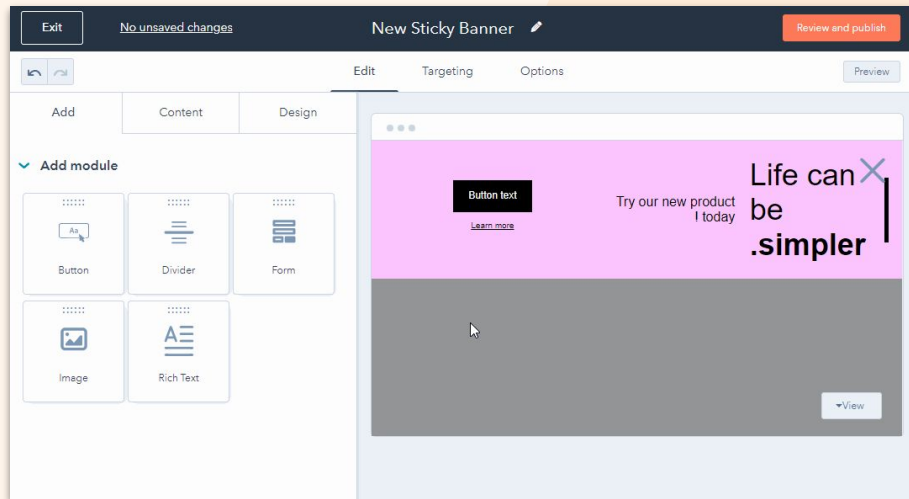 Exit
No unsaved changes
New Sticky Banner
Review and publish
Edit
Targeting
Options
Preview
Add
Content
Design
Add module
Aa
Button
Divider
Form
Image
Rich Text
Button text
Learn more
Try our new product
! today
Life can
be
.simpler
View